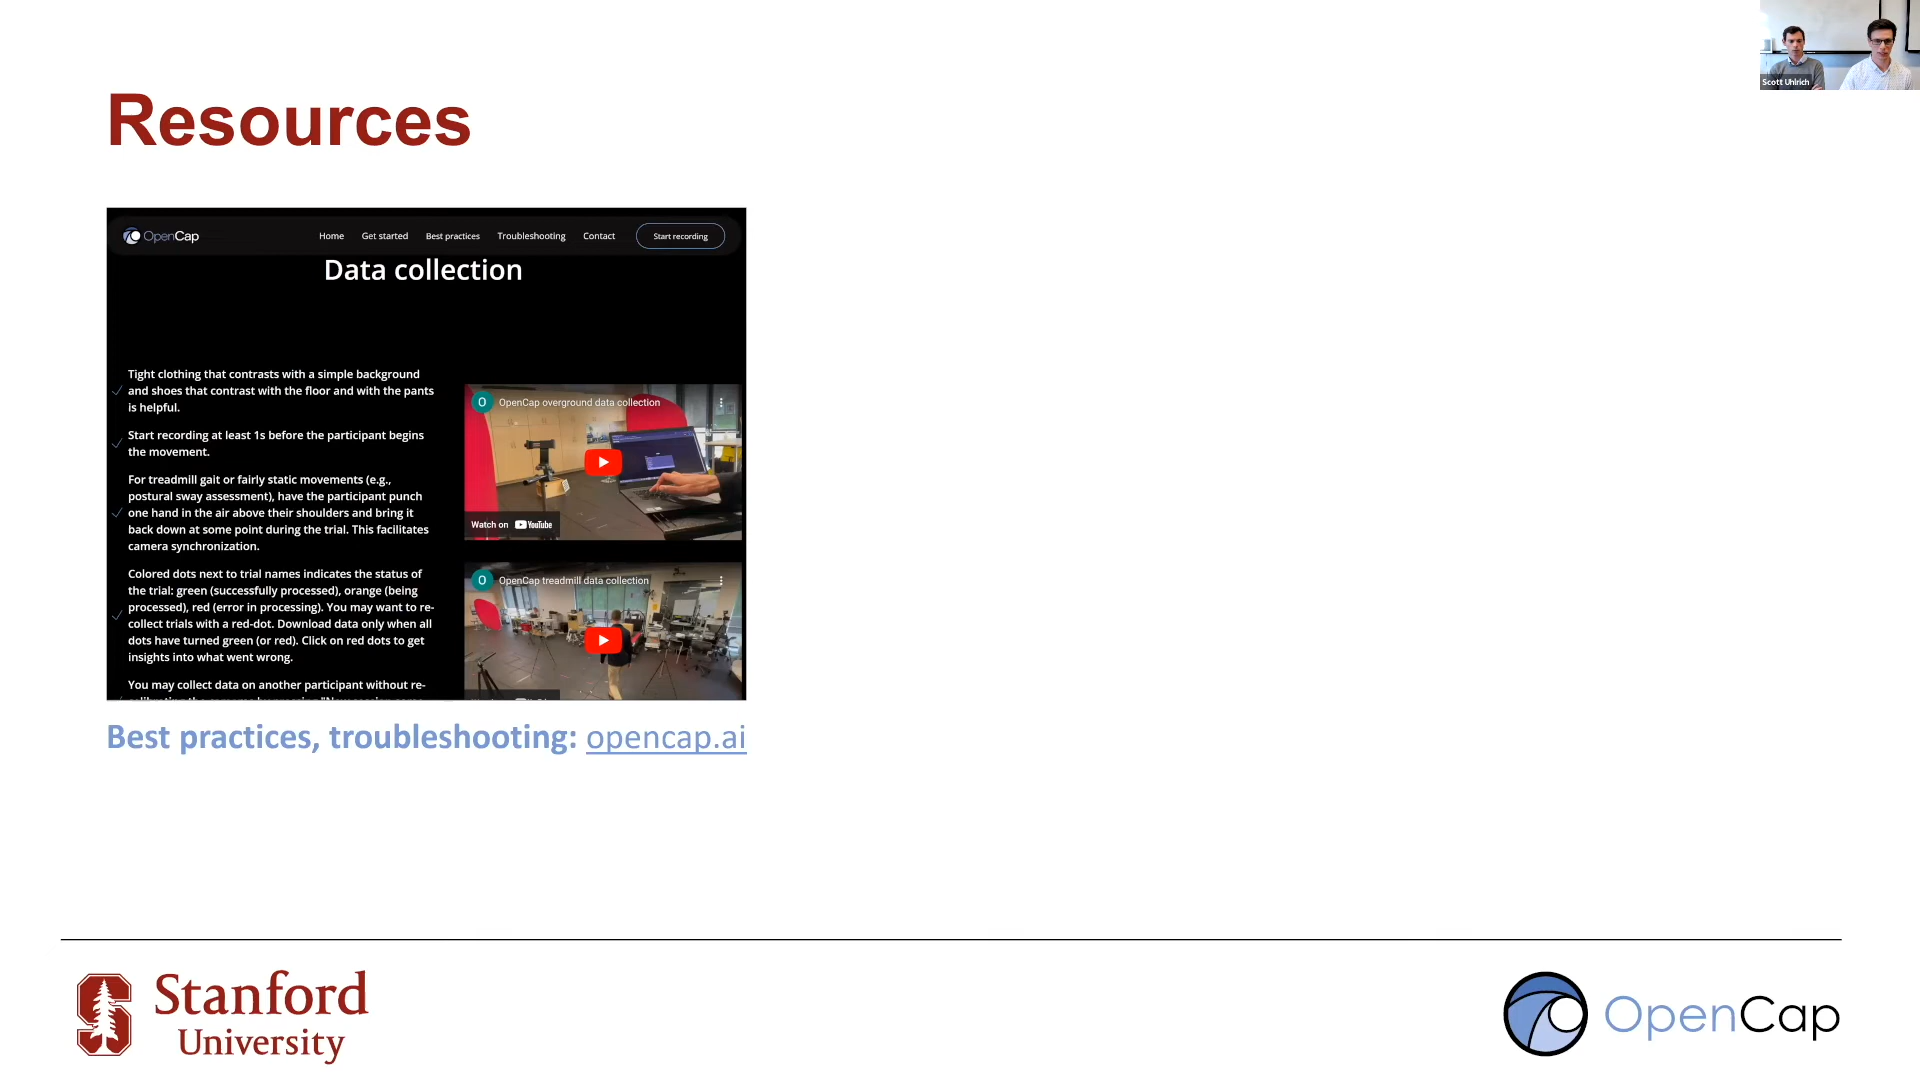 Scott Uhlrich
Resources
OpenCap
Home
Get started
Best practices
Troubleshooting
Contact
Start recording
Data collection
Tight clothing that contrasts with a simple background
and shoes that contrast with the floor and with the pants
is helpful.
Start recording at least 1s before the participant begins
the movement.
For treadmill gait or fairly static movements (e.g.,
postural sway assessment), have the participant punch
one hand in the air above their shoulders and bring it
back down at some point during the trial. This facilitates
camera synchronization.
Colored dots next to trial names indicates the status of
the trial: green (successfully processed), orange (being
processed), red (error in processing). You may want to re-
collect trials with a red-dot. Download data only when all
dots have turned green (or red). Click on red dots to get
insights into what went wrong.
You may collect data on another participant without re-
O OpenCap overground data collection
Watch on YouTube
O OpenCap treadmill data collection
Best practices, troubleshooting: opencap.ai
Stanford
University
OpenCap